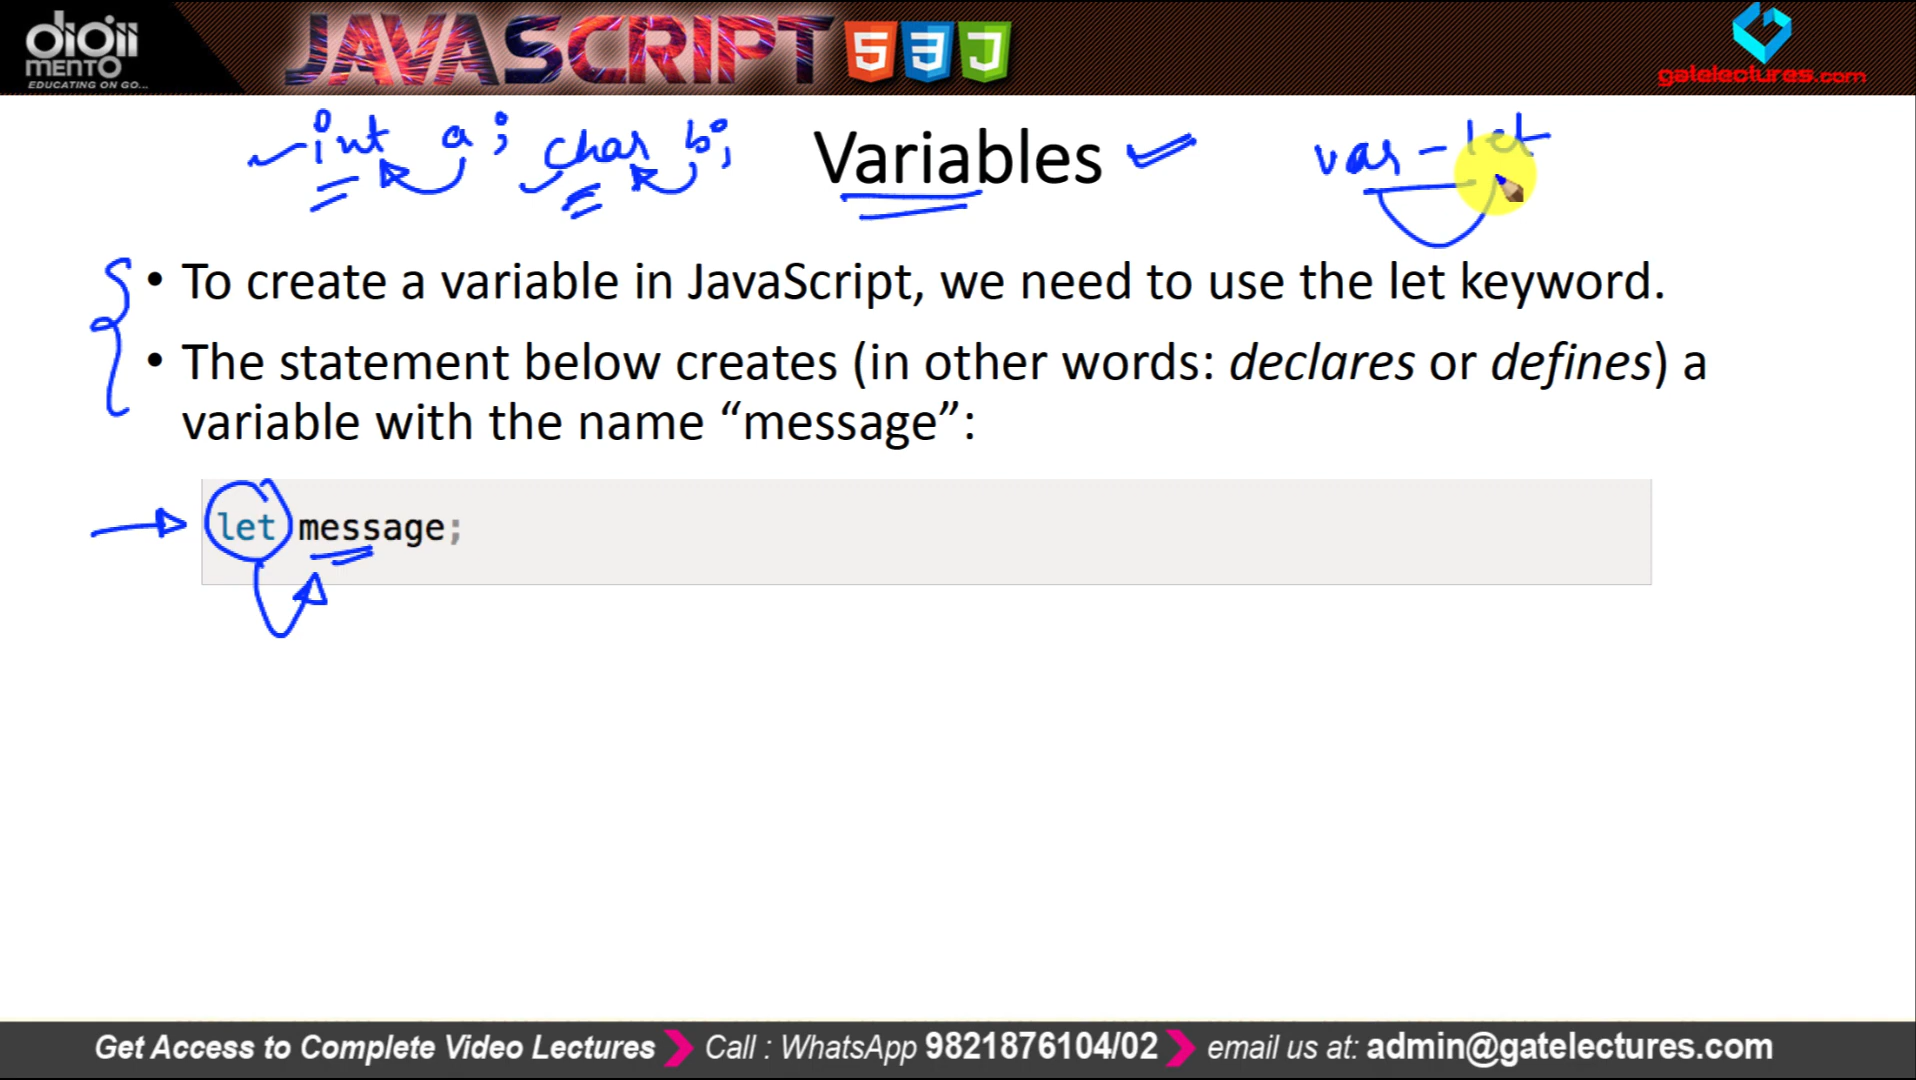 digii
MENTO
EDUCATING ON GO...
JAVASCRIPT
5 3 J
gatelectures.com
int a; char b;
Variables
var - let
• To create a variable in JavaScript, we need to use the let keyword.
• The statement below creates (in other words: declares or defines) a
variable with the name “message”:
let message;
Get Access to Complete Video Lectures Call : WhatsApp 9821876104/02 email us at: admin@gatelectures.com